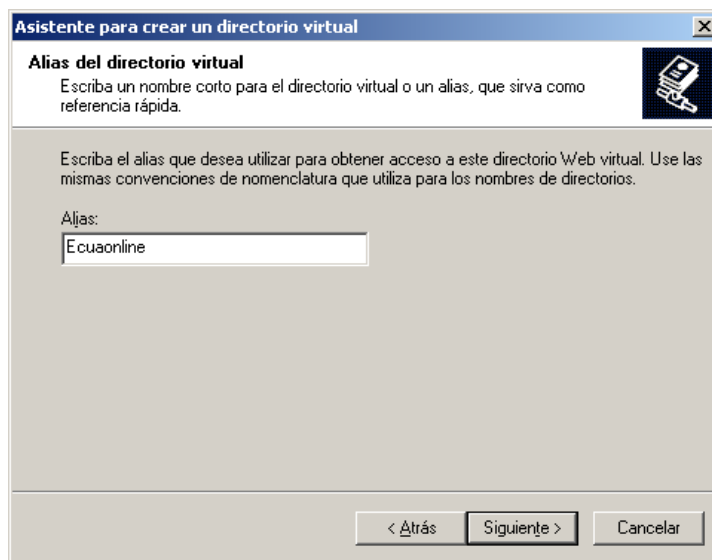 Asistente para crear un directorio virtual
Alias del directorio virtual
Escriba un nombre corto para el directorio virtual o un alias, que sirva como
referencia rápida.
Escriba el alias que desea utilizar para obtener acceso a este directorio Web virtual. Use las
mismas convenciones de nomenclatura que utiliza para los nombres de directorios.
Alias:
Ecuaonline
< Atrás
Siguiente >
Cancelar